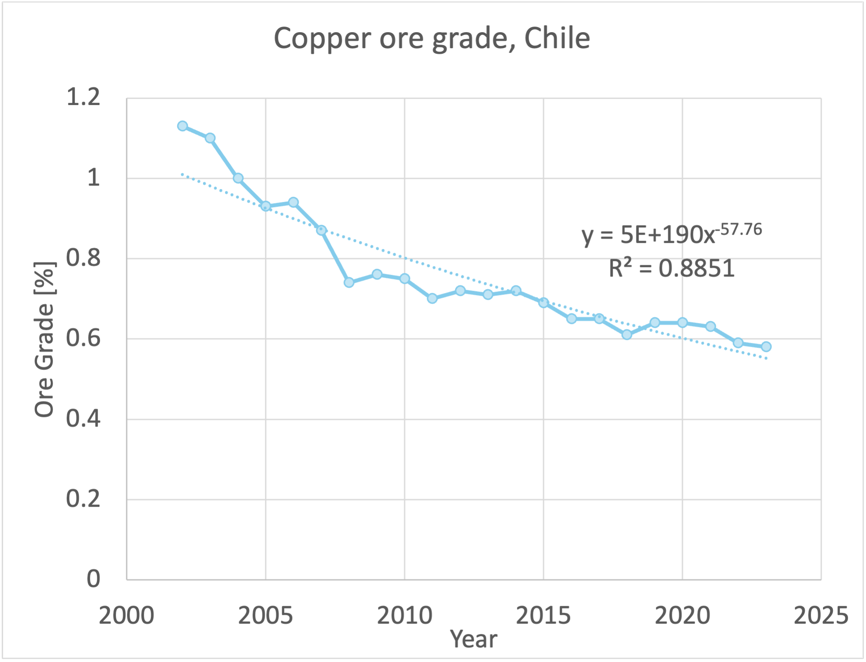 Copper ore grade, Chile
1.2
1
0.8
0.6
0.4
0.2
0
Ore Grade [%]
y = 5E+190x⁻⁵⁷·⁷⁶
R² = 0.8851
2000 2005 2010 2015 2020 2025
Year